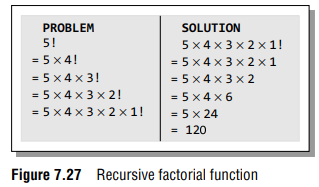 PROBLEM
5!
= 5 × 4!
= 5 × 4 × 3!
= 5 × 4 × 3 × 2!
= 5 × 4 × 3 × 2 × 1!
SOLUTION
5 × 4 × 3 × 2 × 1!
= 5 × 4 × 3 × 2 × 1
= 5 × 4 × 3 × 2
= 5 × 4 × 6
= 5 × 24
= 120
Figure 7.27 Recursive factorial function